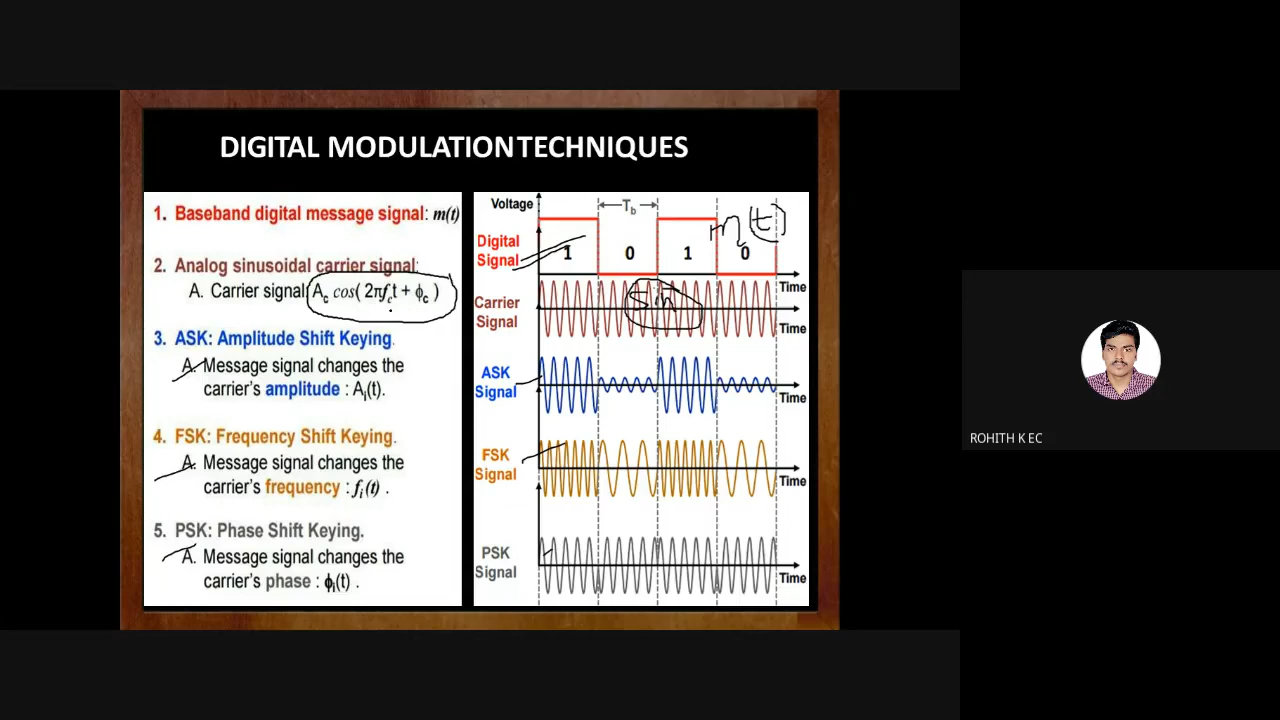 DIGITAL MODULATIONTECHNIQUES
1. Baseband digital message signal: m(t)
2. Analog sinusoidal carrier signal:
A. Carrier signal: Ac cos( 2πfct + ϕc )
3. ASK: Amplitude Shift Keying.
A. Message signal changes the
carrier's amplitude : Ai(t).
4. FSK: Frequency Shift Keying.
A. Message signal changes the
carrier's frequency : fi(t) .
5. PSK: Phase Shift Keying.
A. Message signal changes the
carrier's phase : ϕi(t) .
Voltage
Tb
m(t)
Digital
Signal
1 0 1 0
Time
Carrier
Signal
Sin
Time
ASK
Signal
Time
FSK
Signal
Time
PSK
Signal
Time
ROHITH K EC